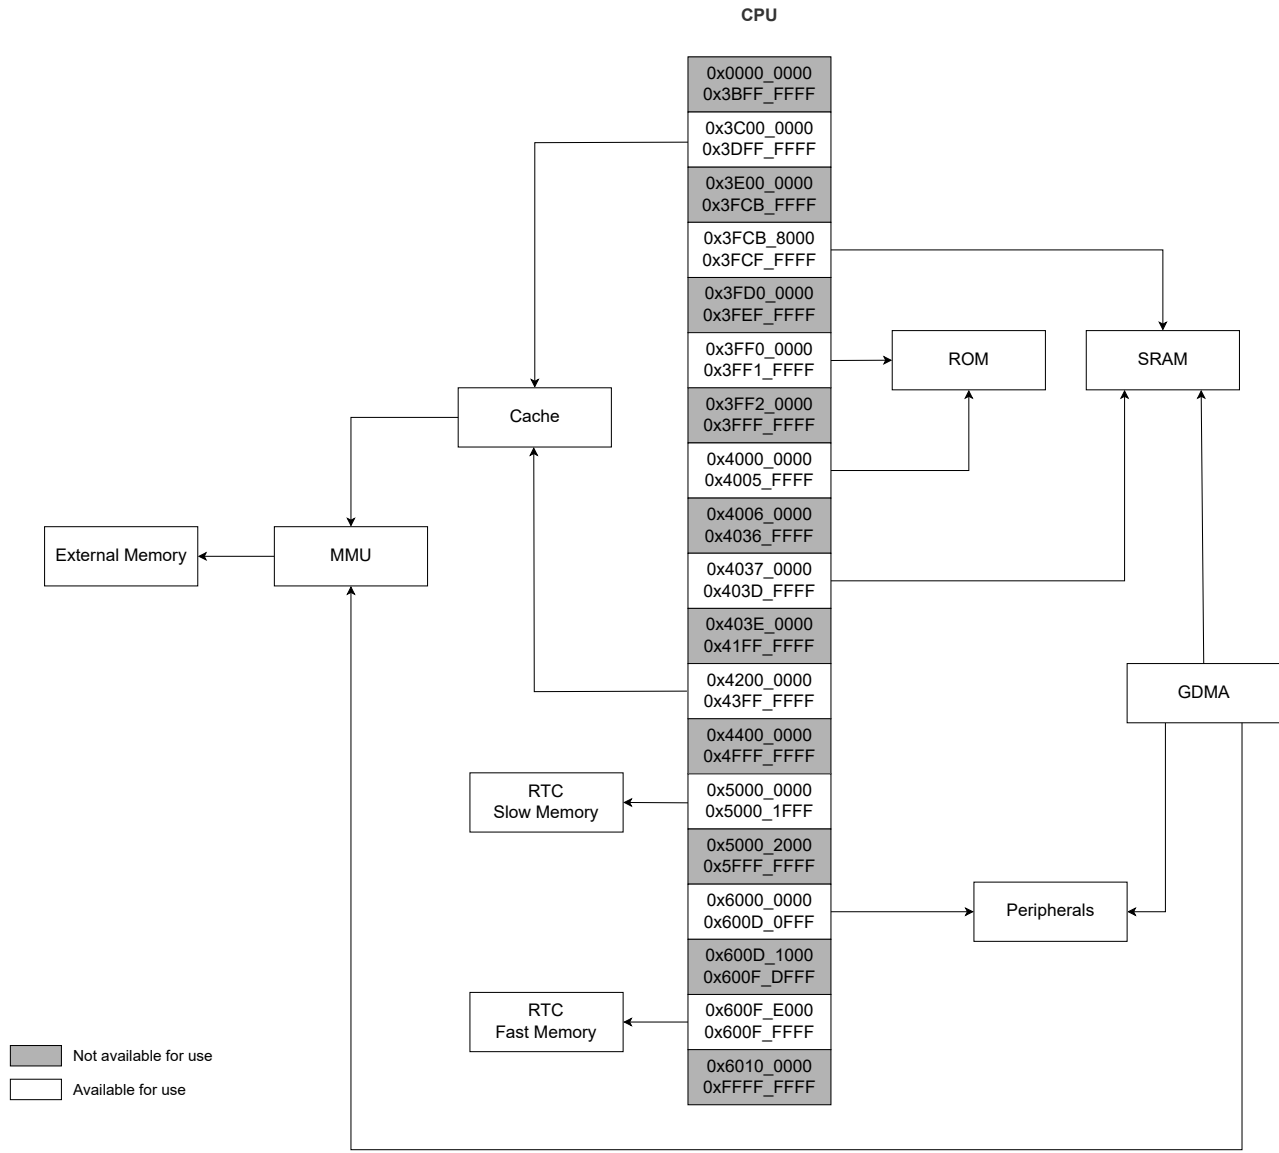 CPU
0x0000_0000
0x3BFF_FFFF
0x3C00_0000
0x3DFF_FFFF
0x3E00_0000
0x3FCB_FFFF
0x3FCB_8000
0x3FCF_FFFF
0x3FD0_0000
0x3FEF_FFFF
0x3FF0_0000
0x3FF1_FFFF
ROM
SRAM
0x3FF2_0000
0x3FFF_FFFF
Cache
0x4000_0000
0x4005_FFFF
0x4006_0000
0x4036_FFFF
External Memory
MMU
0x4037_0000
0x403D_FFFF
0x403E_0000
0x41FF_FFFF
0x4200_0000
0x43FF_FFFF
GDMA
0x4400_0000
0x4FFF_FFFF
RTC
Slow Memory
0x5000_0000
0x5000_1FFF
0x5000_2000
0x5FFF_FFFF
0x6000_0000
0x600D_0FFF
Peripherals
0x600D_1000
0x600F_DFFF
RTC
Fast Memory
0x600F_E000
0x600F_FFFF
0x6010_0000
0xFFFF_FFFF
Not available for use
Available for use